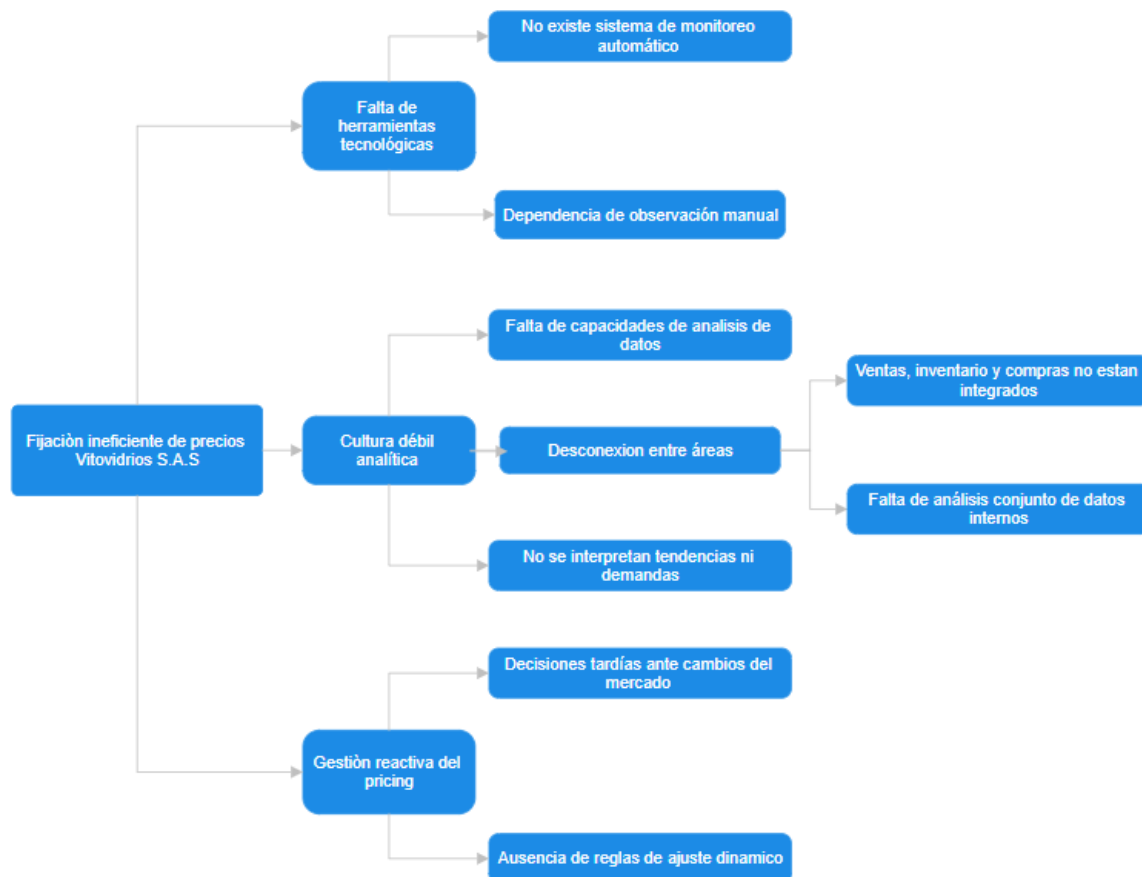 No existe sistema de monitoreo
automático
Falta de
herramientas
tecnológicas
Dependencia de observación manual
Falta de capacidades de analisis de
datos
Ventas, inventario y compras no estan
integrados
Fijaciòn ineficiente de precios
Vitovidrios S.A.S
Cultura débil
analítica
Desconexion entre áreas
Falta de análisis conjunto de datos
internos
No se interpretan tendencias ni
demandas
Decisiones tardías ante cambios del
mercado
Gestiòn reactiva del
pricing
Ausencia de reglas de ajuste dinamico